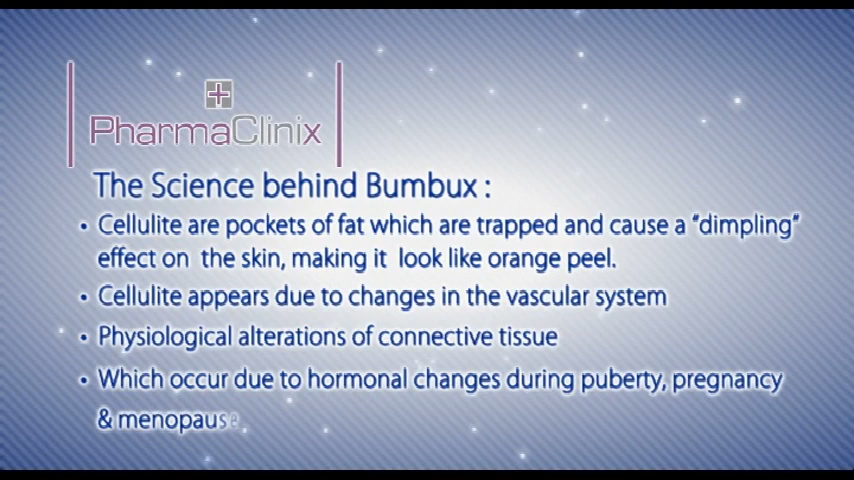 PharmaClinix
The Science behind Bumbux :
• Cellulite are pockets of fat which are trapped and cause a "dimpling"
effect on the skin, making it look like orange peel.
• Cellulite appears due to changes in the vascular system
• Physiological alterations of connective tissue
• Which occur due to hormonal changes during puberty, pregnancy
& menopause.